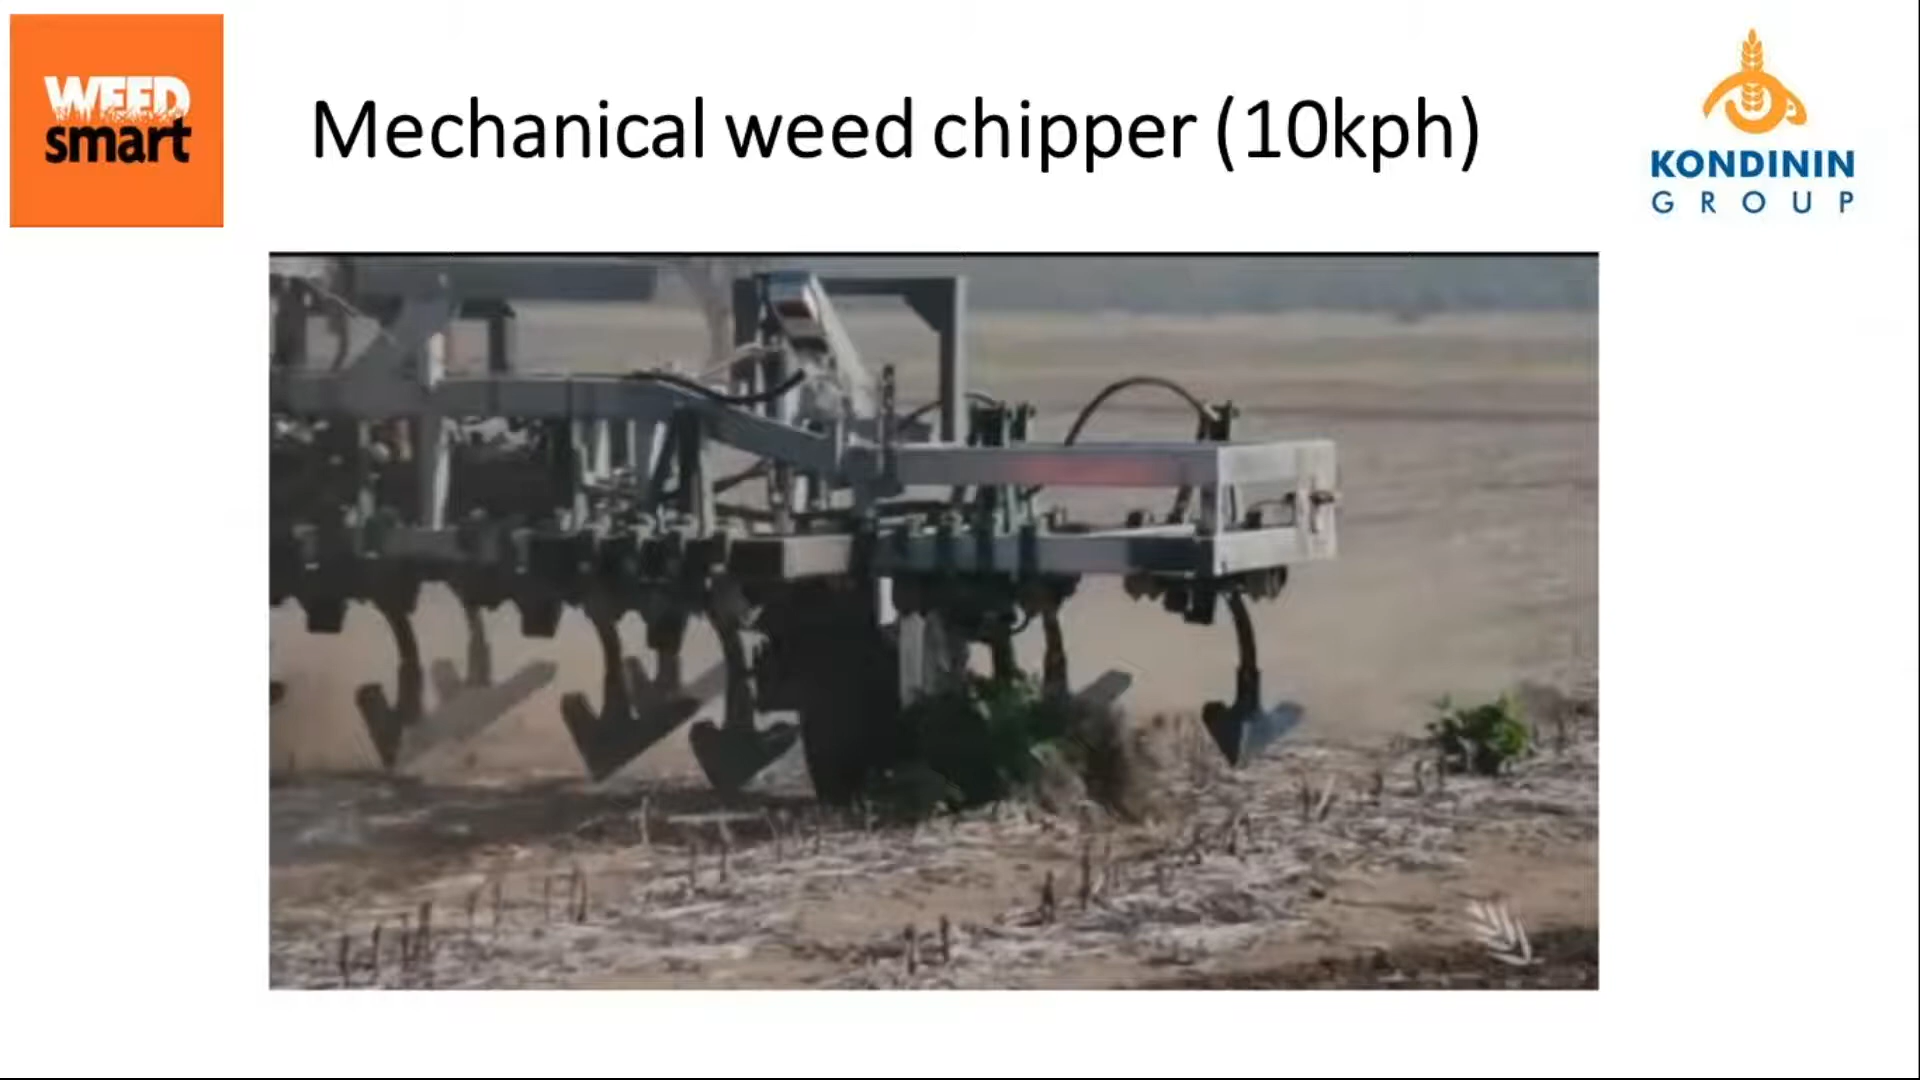 WEED
smart
Mechanical weed chipper (10kph)
KONDININ
GROUP